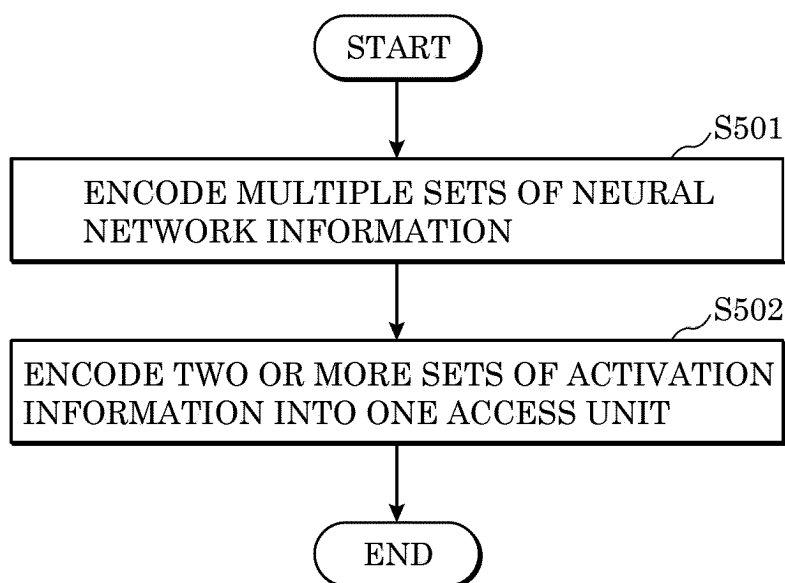 START
S501
ENCODE MULTIPLE SETS OF NEURAL
NETWORK INFORMATION
S502
ENCODE TWO OR MORE SETS OF ACTIVATION
INFORMATION INTO ONE ACCESS UNIT
END